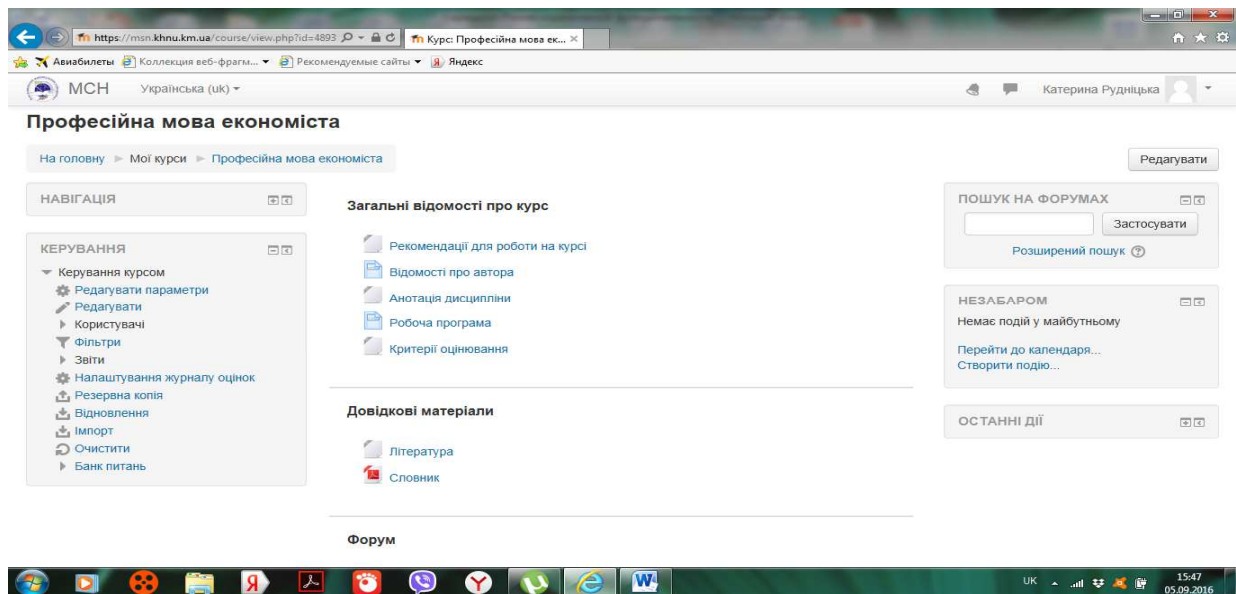 https://msn.khnu.km.ua/course/view.php?id=4893
Курс: Професійна мова ек...
Авиабилеты Коллекция веб-фрагм... Рекомендуемые сайты Яндекс
МСН Українська (uk) Катерина Рудніцька
Професійна мова економіста
На головну Мої курси Професійна мова економіста
Редагувати
НАВІГАЦІЯ
КЕРУВАННЯ
Керування курсом
Редагувати параметри
Редагувати
Користувачі
Фільтри
Звіти
Налаштування журналу оцінок
Резервна копія
Відновлення
Імпорт
Очистити
Банк питань
Загальні відомості про курс
Рекомендації для роботи на курсі
Відомості про автора
Анотація дисципліни
Робоча програма
Критерії оцінювання
Довідкові матеріали
Література
Словник
Форум
ПОШУК НА ФОРУМАХ
Застосувати
Розширений пошук
НЕЗАБАРОМ
Немає подій у майбутньому
Перейти до календаря...
Створити подію...
ОСТАННІ ДІЇ
UK
15:47
05.09.2016